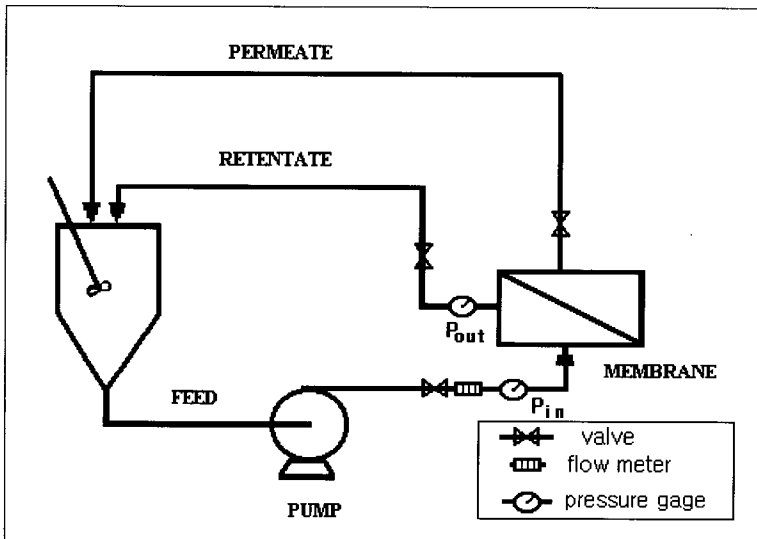 PERMEATE
RETENTATE
Pout
MEMBRANE
FEED
Pin
valve
flow meter
pressure gage
PUMP